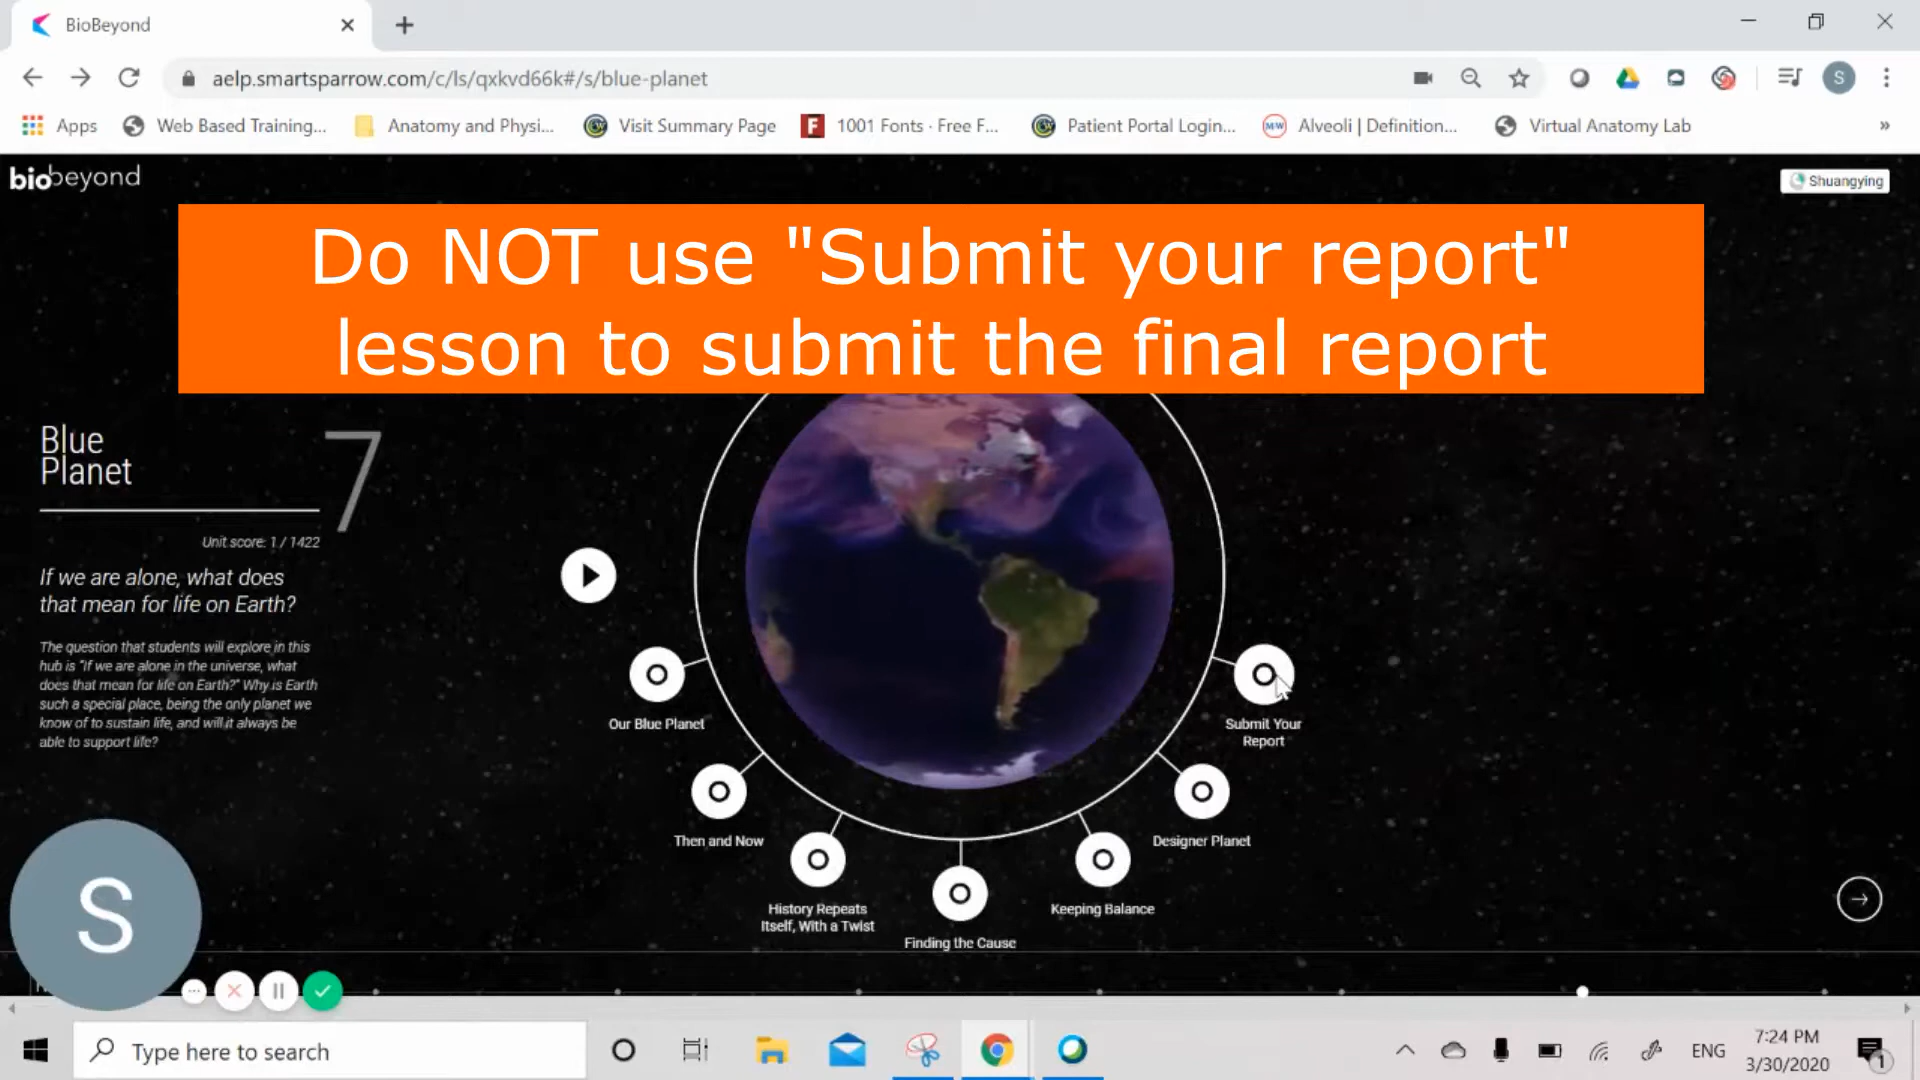 BioBeyond
aelp.smartsparrow.com/c/ls/qxkvd66k#/s/blue-planet
S
Apps
Web Based Training...
Anatomy and Physi...
Visit Summary Page
F
1001 Fonts · Free F...
Patient Portal Login...
M-W
Alveoli | Definition...
Virtual Anatomy Lab
»
biobeyond
Shuangying
Do NOT use "Submit your report"
lesson to submit the final report
Blue
Planet
7
Unit score: 1 / 1422
If we are alone, what does
that mean for life on Earth?
The question that students will explore in this
hub is "If we are alone in the universe, what
does that mean for life on Earth?" Why is Earth
such a special place, being the only planet we
know of to sustain life, and will it always be
able to support life?
Our Blue Planet
Then and Now
History Repeats
Itself, With a Twist
Finding the Cause
Keeping Balance
Designer Planet
Submit Your
Report
S
Type here to search
ENG
7:24 PM
3/30/2020
1